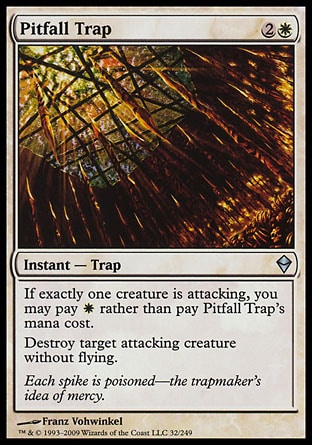 Pitfall Trap 2
Instant — Trap
If exactly one creature is attacking, you
may pay rather than pay Pitfall Trap's
mana cost.
Destroy target attacking creature
without flying.
Each spike is poisoned—the trapmaker's
idea of mercy.
Franz Vohwinkel
™ & © 1993–2009 Wizards of the Coast LLC 32/249